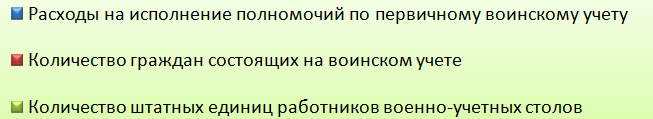 Расходы на исполнение полномочий по первичному воинскому учету
Количество граждан состоящих на воинском учете
Количество штатных единиц работников военно-учетных столов